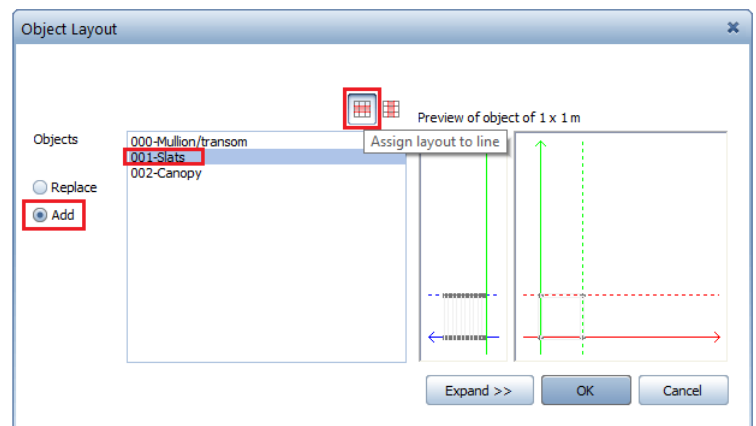 Object Layout
Preview of object of 1 x 1 m
Assign layout to line
Objects
000-Mullion/transom
001-Slats
002-Canopy
Replace
Add
Expand >>
OK
Cancel